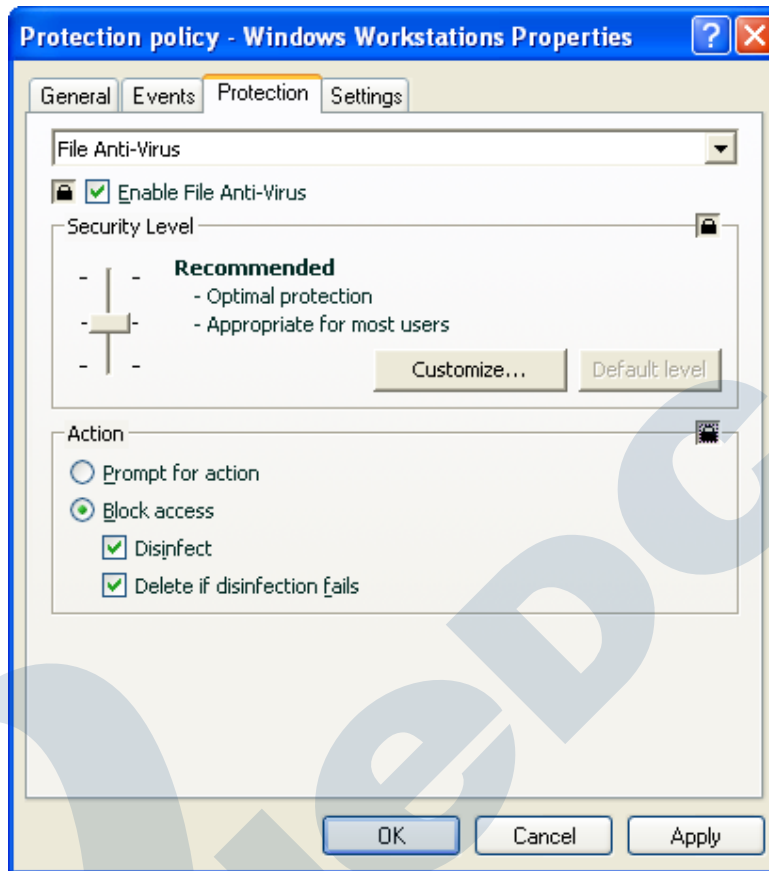 Protection policy - Windows Workstations Properties
General Events Protection Settings
File Anti-Virus
Enable File Anti-Virus
Security Level
Recommended
- Optimal protection
- Appropriate for most users
Customize... Default level
Action
Prompt for action
Block access
Disinfect
Delete if disinfection fails
OK Cancel Apply